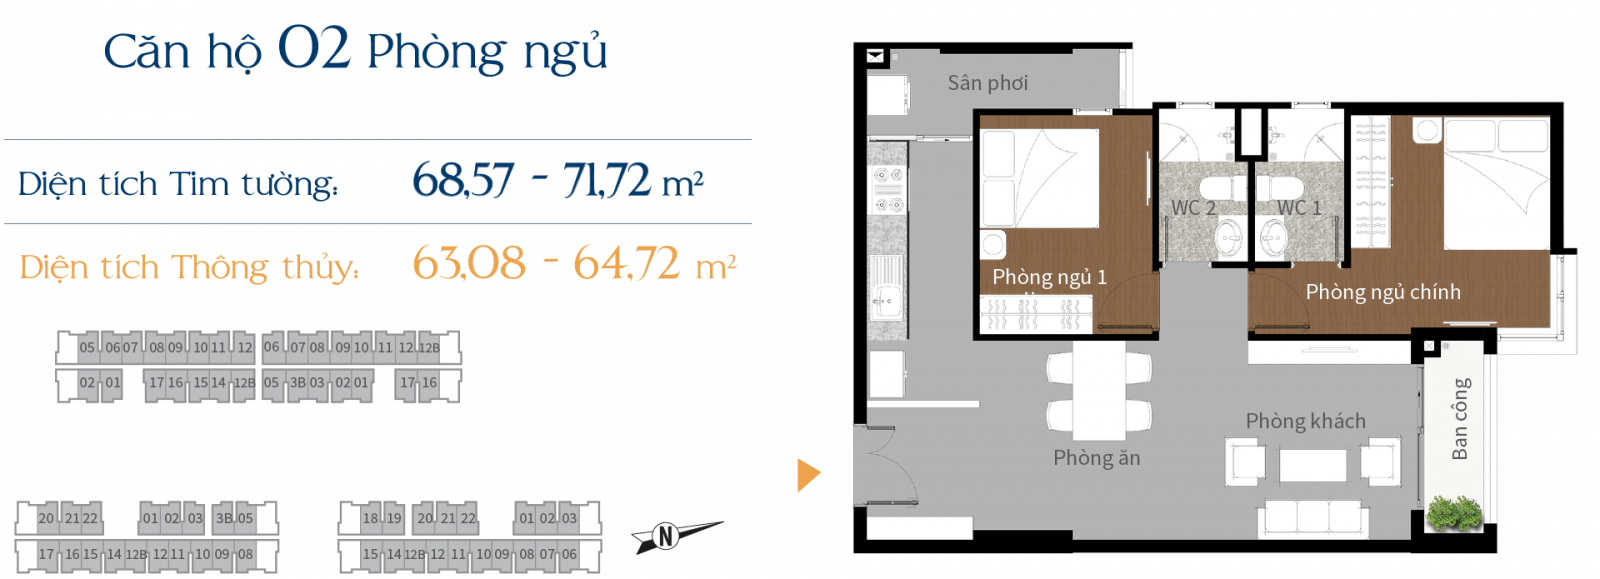 Căn hộ 02 Phòng ngủ
Diện tích Tim tường: 68,57 - 71,72 m²
Diện tích Thông thủy: 63,08 - 64,72 m²
05 06 07 08 09 10 11 12 06 07 08 09 10 11 12 12B
02 01 17 16 15 14 12B 05 3B 03 02 01 17 16
20 21 22 01 02 03 3B 05 18 19 20 21 22 01 02 03
17 16 15 14 12B 12 11 10 09 08 15 14 12B 12 11 10 09 08 07 06
N
Sân phơi
WC 2
WC 1
Phòng ngủ 1
Phòng ngủ chính
Phòng khách
Phòng ăn
Ban công